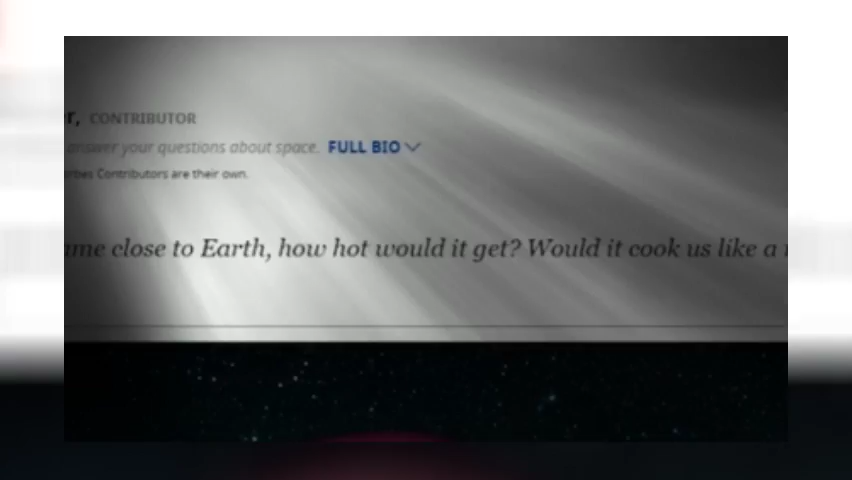 r, CONTRIBUTOR
answer your questions about space. FULL BIO
Contributors are their own.
me close to Earth, how hot would it get? Would it cook us like a